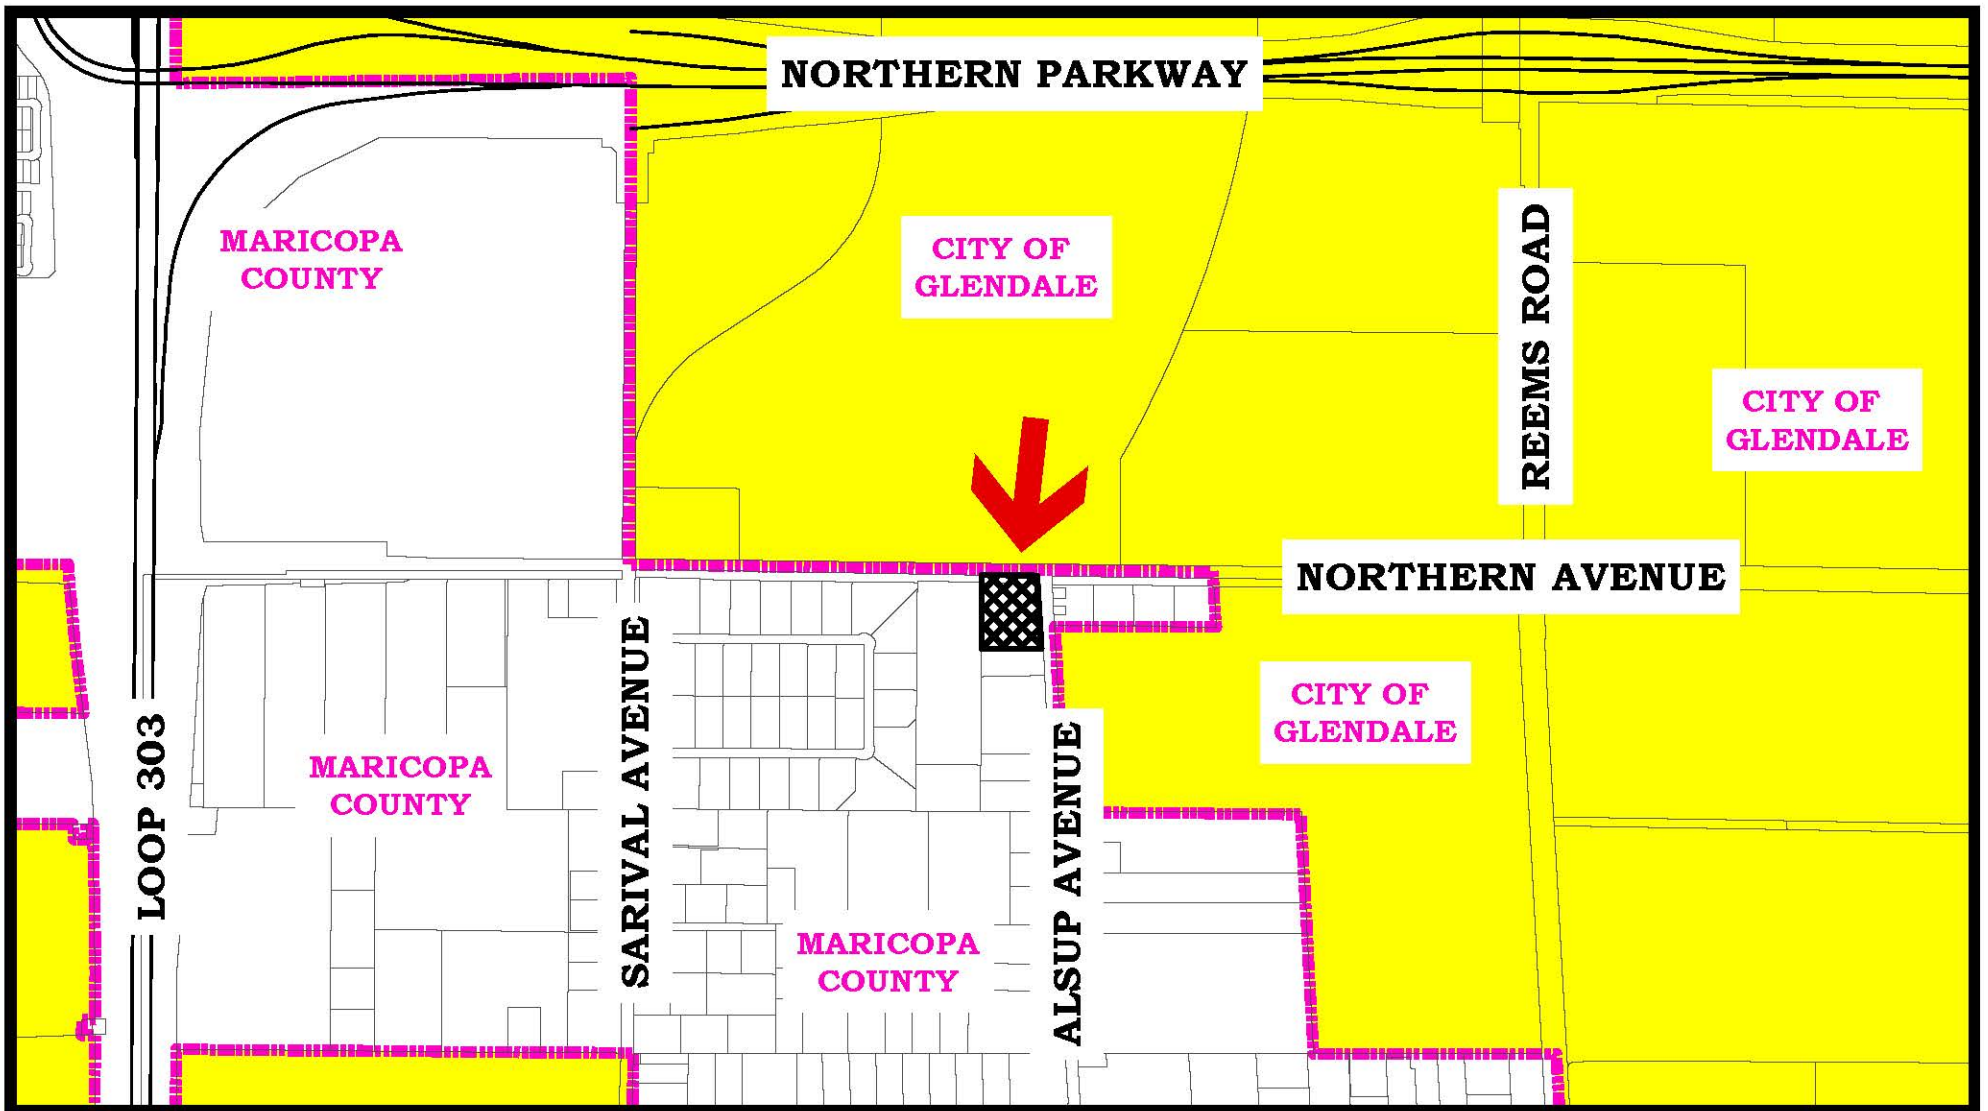 NORTHERN PARKWAY
MARICOPA
COUNTY
CITY OF
GLENDALE
REEMS ROAD
CITY OF
GLENDALE
NORTHERN AVENUE
SARIVAL AVENUE
CITY OF
GLENDALE
LOOP 303
MARICOPA
COUNTY
ALSUP AVENUE
MARICOPA
COUNTY